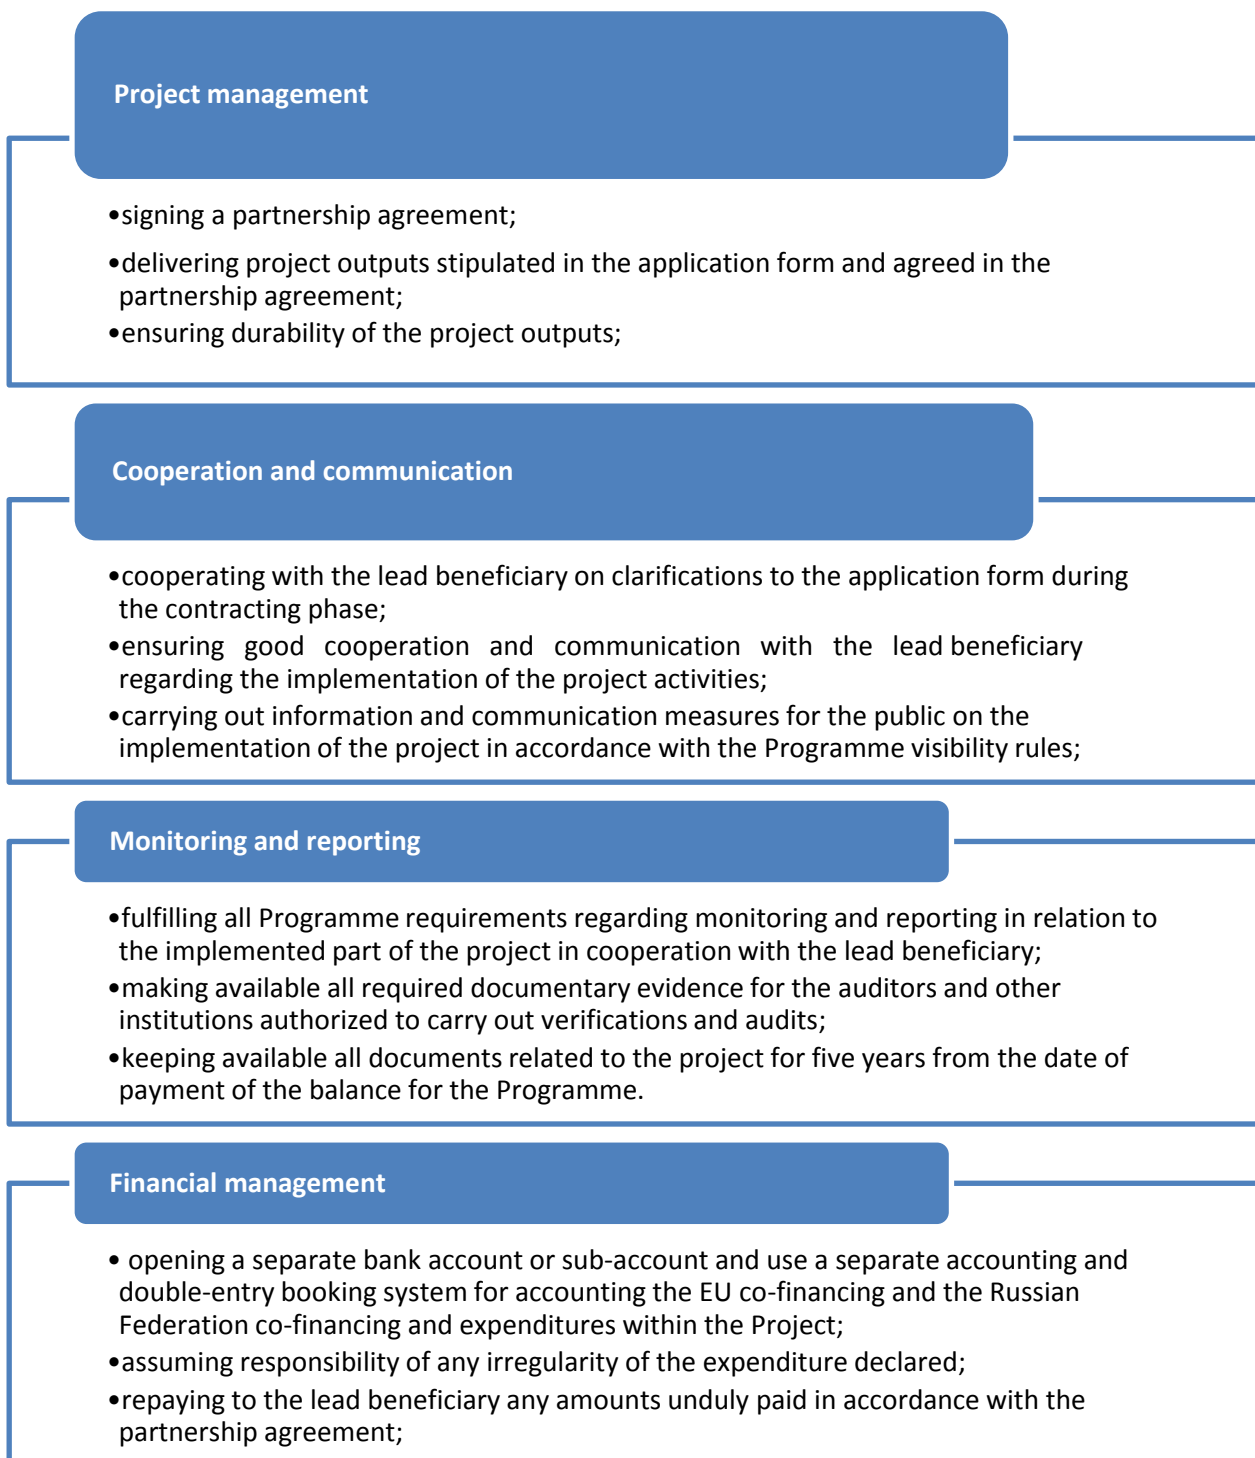 Project management
•signing a partnership agreement;
•delivering project outputs stipulated in the application form and agreed in the
partnership agreement;
•ensuring durability of the project outputs;
Cooperation and communication
•cooperating with the lead beneficiary on clarifications to the application form during
the contracting phase;
•ensuring good cooperation and communication with the lead beneficiary
regarding the implementation of the project activities;
•carrying out information and communication measures for the public on the
implementation of the project in accordance with the Programme visibility rules;
Monitoring and reporting
•fulfilling all Programme requirements regarding monitoring and reporting in relation to
the implemented part of the project in cooperation with the lead beneficiary;
•making available all required documentary evidence for the auditors and other
institutions authorized to carry out verifications and audits;
•keeping available all documents related to the project for five years from the date of
payment of the balance for the Programme.
Financial management
• opening a separate bank account or sub-account and use a separate accounting and
double-entry booking system for accounting the EU co-financing and the Russian
Federation co-financing and expenditures within the Project;
•assuming responsibility of any irregularity of the expenditure declared;
•repaying to the lead beneficiary any amounts unduly paid in accordance with the
partnership agreement;